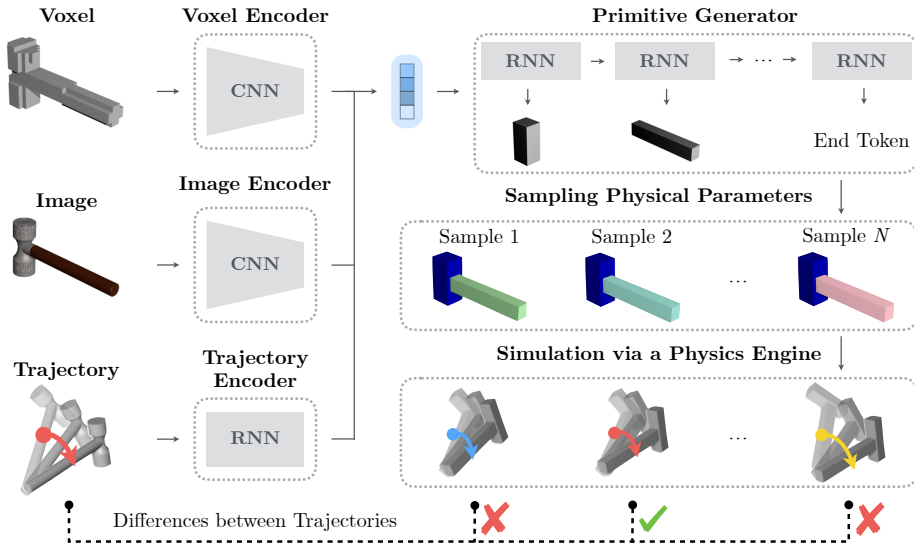 Voxel
Voxel Encoder
Primitive Generator
CNN
RNN
RNN
...
RNN
End Token
Image
Image Encoder
CNN
Sampling Physical Parameters
Sample 1
Sample 2
...
Sample N
Trajectory
Trajectory
Encoder
RNN
Simulation via a Physics Engine
...
Differences between Trajectories